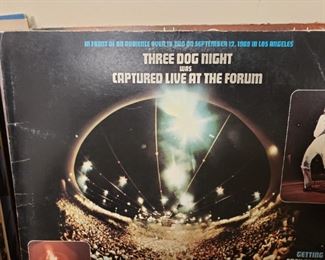 IN FRONT OF AN AUDIENCE OVER 18,000 ON SEPTEMBER 12, 1969 IN LOS ANGELES
THREE DOG NIGHT
WAS
CAPTURED LIVE AT THE FORUM
GETTING